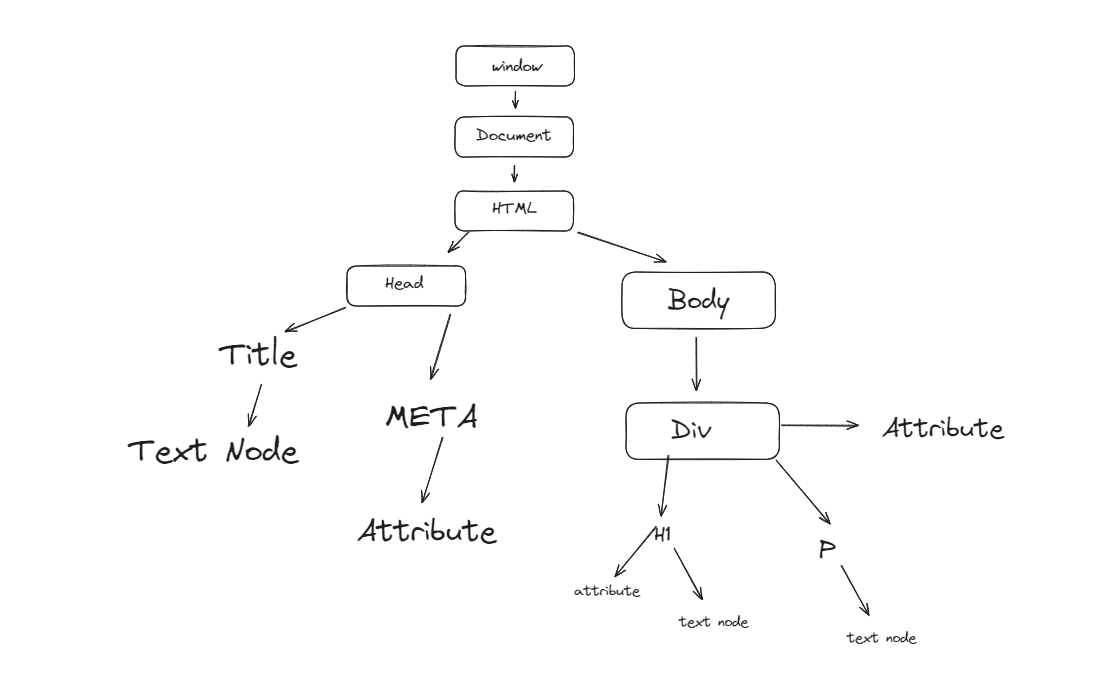 window
Document
HTML
Head
Body
Title
META
Div
Attribute
Text Node
Attribute
H1
P
attribute
text node
text node